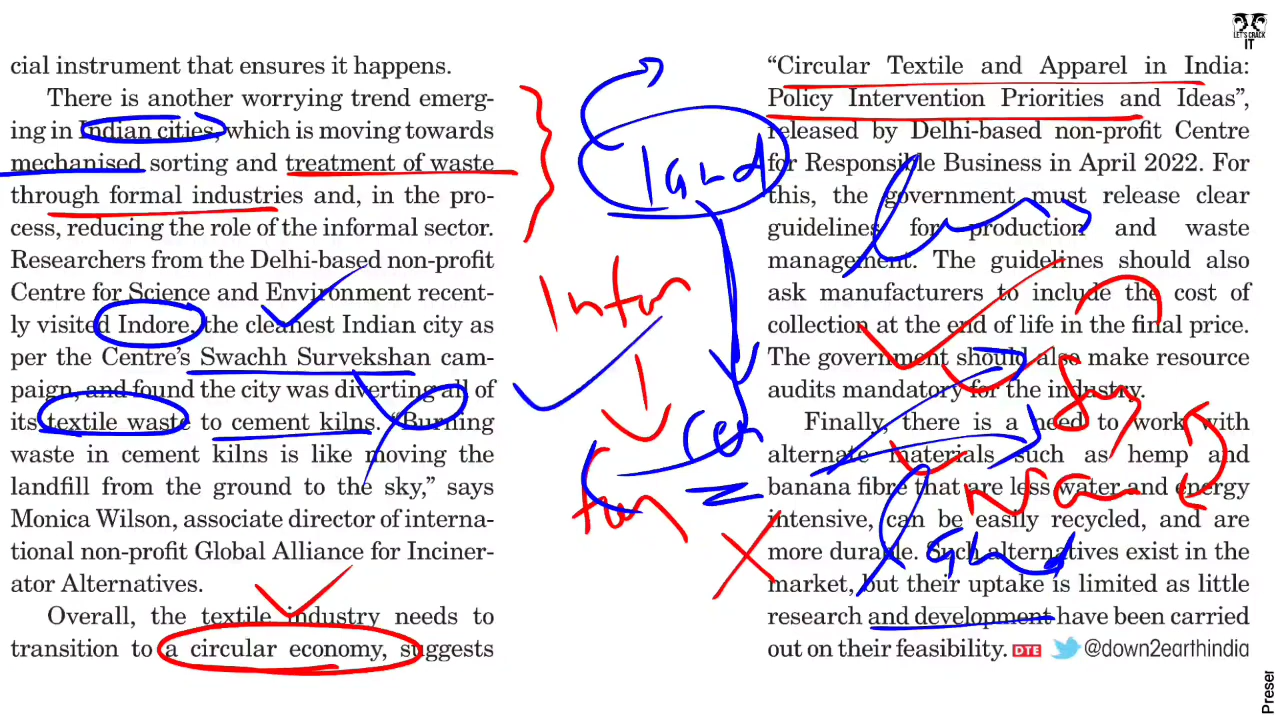 LET'S CRACK
IT
cial instrument that ensures it happens.
There is another worrying trend emerg-
ing in Indian cities, which is moving towards
mechanised sorting and treatment of waste
through formal industries and, in the pro-
cess, reducing the role of the informal sector.
Researchers from the Delhi-based non-profit
Centre for Science and Environment recent-
ly visited Indore, the cleanest Indian city as
per the Centre's Swachh Survekshan cam-
paign, and found the city was diverting all of
its textile waste to cement kilns. “Burning
waste in cement kilns is like moving the
landfill from the ground to the sky,” says
Monica Wilson, associate director of interna-
tional non-profit Global Alliance for Inciner-
ator Alternatives.
Overall, the textile industry needs to
transition to a circular economy, suggests
land
“Circular Textile and Apparel in India:
Policy Intervention Priorities and Ideas”,
released by Delhi-based non-profit Centre
for Responsible Business in April 2022. For
this, the government must release clear
guidelines for production and waste
management. The guidelines should also
ask manufacturers to include the cost of
collection at the end of life in the final price.
The government should also make resource
audits mandatory for the industry.
Finally, there is a need to work with
alternate materials such as hemp and
banana fibre that are less water and energy
intensive, can be easily recycled, and are
more durable. Such alternatives exist in the
market, but their uptake is limited as little
research and development have been carried
out on their feasibility. DTE @down2earthindia
Preser